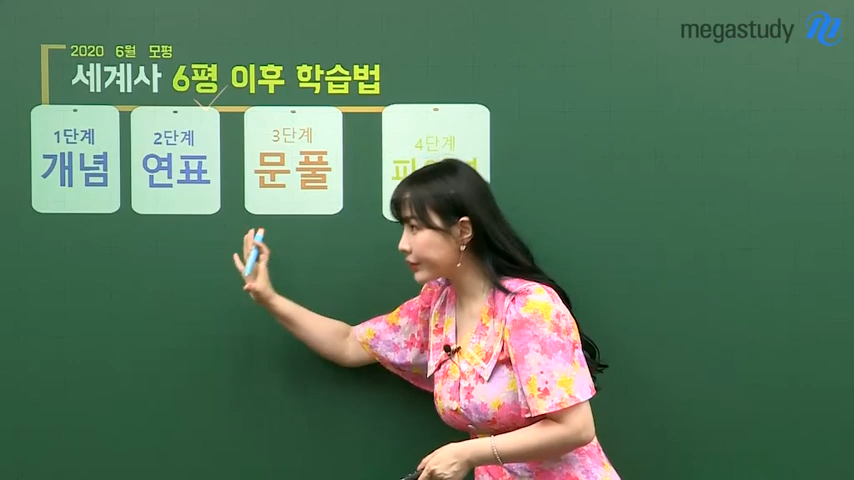 megastudy
2020 6월 모평
세계사 6평 이후 학습법
1단계
개념
2단계
연표
3단계
문풀
4단계